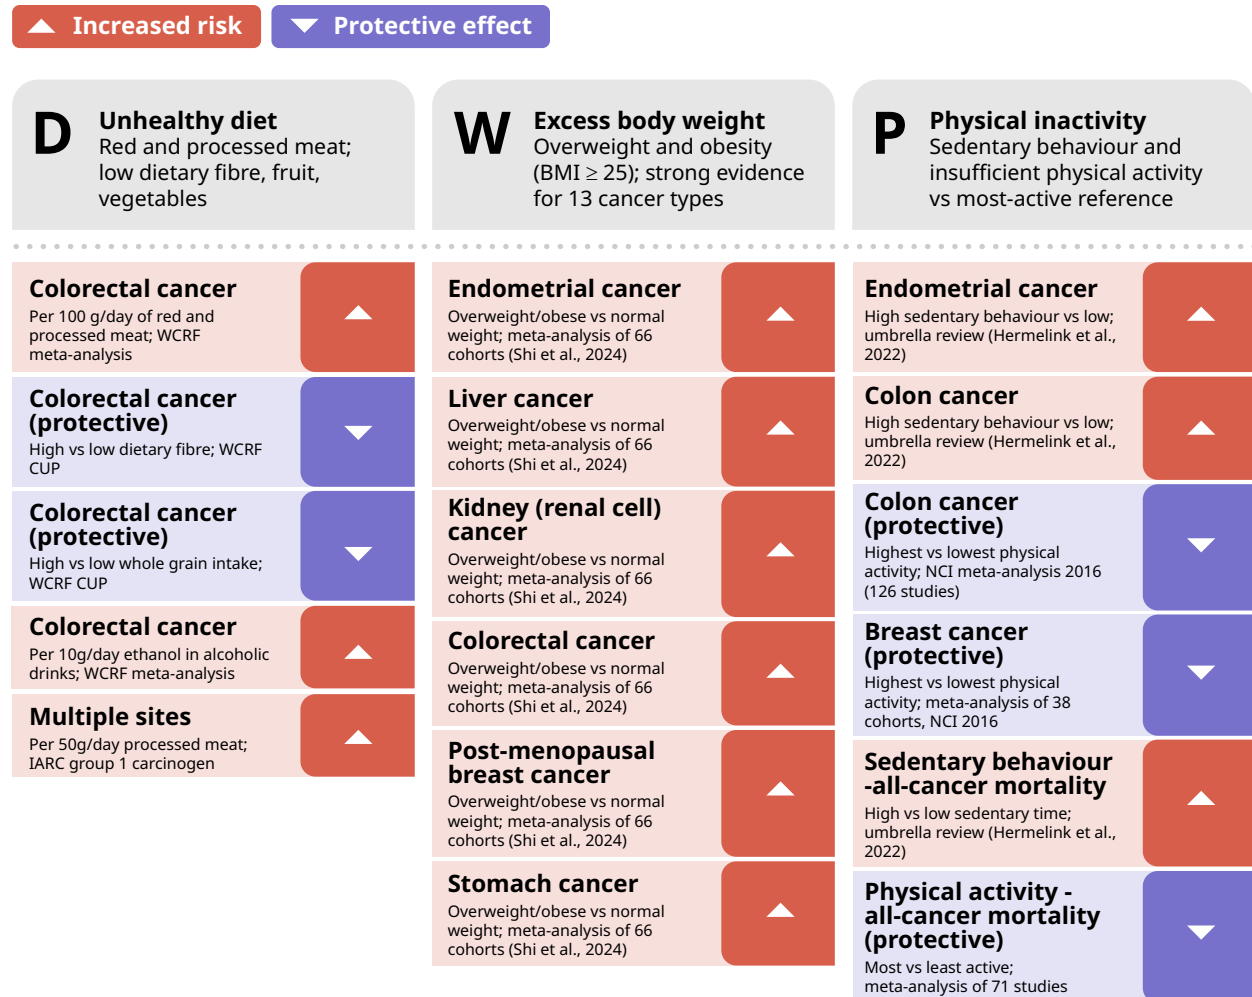 Increased risk
Protective effect
D
Unhealthy diet
Red and processed meat;
low dietary fibre, fruit,
vegetables
W
Excess body weight
Overweight and obesity
(BMI ≥ 25); strong evidence
for 13 cancer types
P
Physical inactivity
Sedentary behaviour and
insufficient physical activity
vs most-active reference
Colorectal cancer
Per 100 g/day of red and
processed meat; WCRF
meta-analysis
Colorectal cancer
(protective)
High vs low dietary fibre; WCRF
CUP
Colorectal cancer
(protective)
High vs low whole grain intake;
WCRF CUP
Colorectal cancer
Per 10g/day ethanol in alcoholic
drinks; WCRF meta-analysis
Multiple sites
Per 50g/day processed meat;
IARC group 1 carcinogen
Endometrial cancer
Overweight/obese vs normal
weight; meta-analysis of 66
cohorts (Shi et al., 2024)
Liver cancer
Overweight/obese vs normal
weight; meta-analysis of 66
cohorts (Shi et al., 2024)
Kidney (renal cell)
cancer
Overweight/obese vs normal
weight; meta-analysis of 66
cohorts (Shi et al., 2024)
Colorectal cancer
Overweight/obese vs normal
weight; meta-analysis of 66
cohorts (Shi et al., 2024)
Post-menopausal
breast cancer
Overweight/obese vs normal
weight; meta-analysis of 66
cohorts (Shi et al., 2024)
Stomach cancer
Overweight/obese vs normal
weight; meta-analysis of 66
cohorts (Shi et al., 2024)
Endometrial cancer
High sedentary behaviour vs low;
umbrella review (Hermelink et al.,
2022)
Colon cancer
High sedentary behaviour vs low;
umbrella review (Hermelink et al.,
2022)
Colon cancer
(protective)
Highest vs lowest physical
activity; NCI meta-analysis 2016
(126 studies)
Breast cancer
(protective)
Highest vs lowest physical
activity; meta-analysis of 38
cohorts, NCI 2016
Sedentary behaviour
-all-cancer mortality
High vs low sedentary time;
umbrella review (Hermelink et al.,
2022)
Physical activity -
all-cancer mortality
(protective)
Most vs least active;
meta-analysis of 71 studies